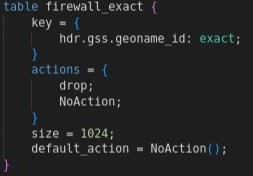 table firewall_exact {
    key = {
        hdr.gss.geoname_id: exact;
    }
    actions = {
        drop;
        NoAction;
    }
    size = 1024;
    default_action = NoAction();
}